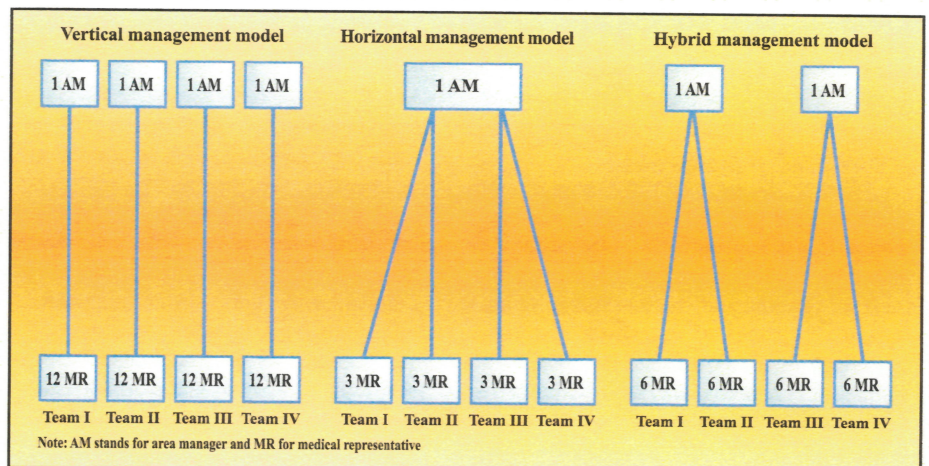 Vertical management model
Horizontal management model
Hybrid management model
1 AM
1 AM
1 AM
1 AM
1 AM
1 AM
1 AM
12 MR
12 MR
12 MR
12 MR
3 MR
3 MR
3 MR
3 MR
6 MR
6 MR
6 MR
6 MR
Team I
Team II
Team III
Team IV
Team I
Team II
Team III
Team IV
Team I
Team II
Team III
Team IV
Note: AM stands for area manager and MR for medical representative